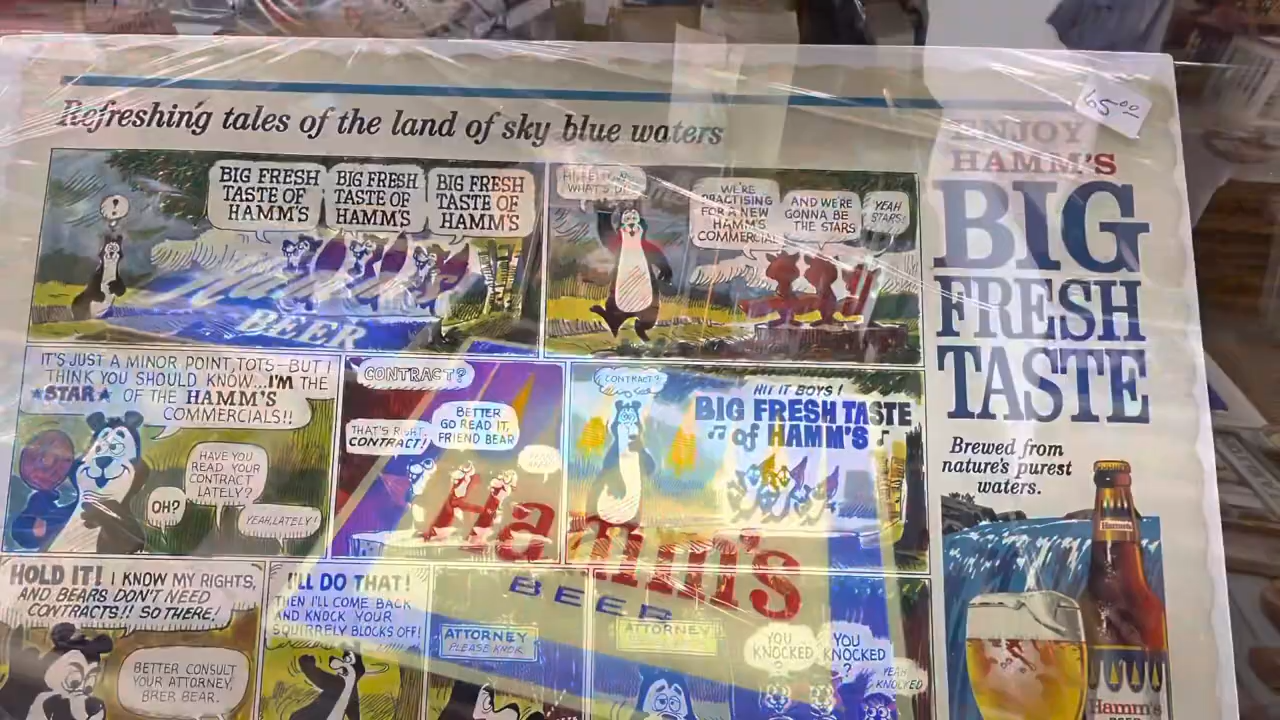 Refreshing tales of the land of sky blue waters
65.00
ENJOY
HAMM'S
BIG
FRESH
TASTE
Brewed from
nature's purest
waters.
!
?
BIG FRESH
TASTE OF
HAMM'S
BIG FRESH
TASTE OF
HAMM'S
BIG FRESH
TASTE OF
HAMM'S
BEER
WHAT'S UP?
WE'RE
PRACTISING
FOR A NEW
HAMM'S
COMMERCIAL
AND WE'RE
GONNA BE
THE STARS
YEAH
STARS!
IT'S JUST A MINOR POINT, TOTS-BUT I
THINK YOU SHOULD KNOW...I'M THE
★STAR★ OF THE HAMM'S
COMMERCIALS!!
HAVE YOU
READ YOUR
CONTRACT
LATELY?
OH?
YEAH, LATELY!
CONTRACT?
THAT'S RIGHT,
CONTRACT!
BETTER
GO READ IT,
FRIEND BEAR
CONTRACT?
HIT IT BOYS!
BIG FRESH TASTE
♫ of HAMM'S ♪
Hamm's
BEER
HOLD IT! I KNOW MY RIGHTS,
AND BEARS DON'T NEED
CONTRACTS!! SO THERE!
BETTER CONSULT
YOUR ATTORNEY,
BRER BEAR.
I'LL DO THAT!
THEN I'LL COME BACK
AND KNOCK YOUR
SQUIRRELY BLOCKS OFF!
ATTORNEY
PLEASE KNOK
ATTORNEY
YOU
KNOCKED
?
YOU
KNOCKED
?
YEAH
KNOCKED
Hamm's
Hamm's
BEER